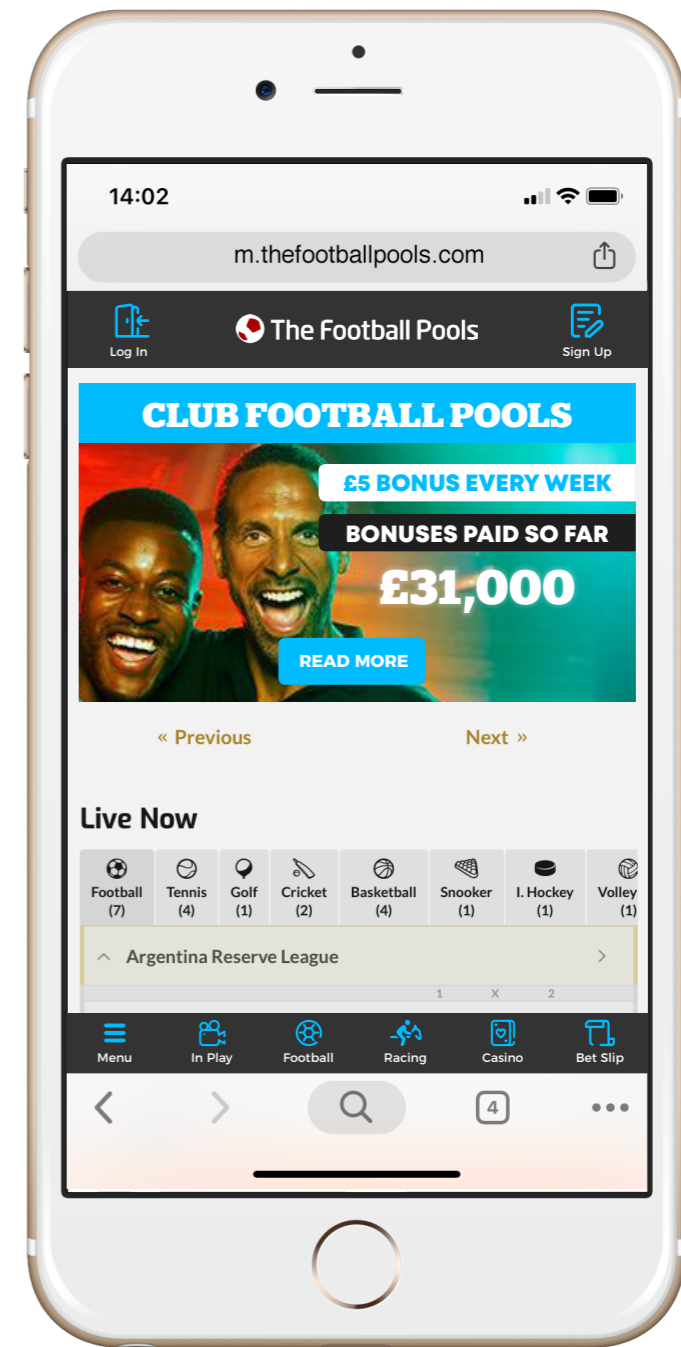 14:02
m.thefootballpools.com
Log In
The Football Pools
Sign Up
CLUB FOOTBALL POOLS
£5 BONUS EVERY WEEK
BONUSES PAID SO FAR
£31,000
READ MORE
« Previous
Next »
Live Now
Football Tennis Golf Cricket Basketball Snooker I. Hockey Volley
(7) (4) (1) (2) (4) (1) (1) (1)
Argentina Reserve League
1 X 2
Menu In Play Football Racing Casino Bet Slip
4